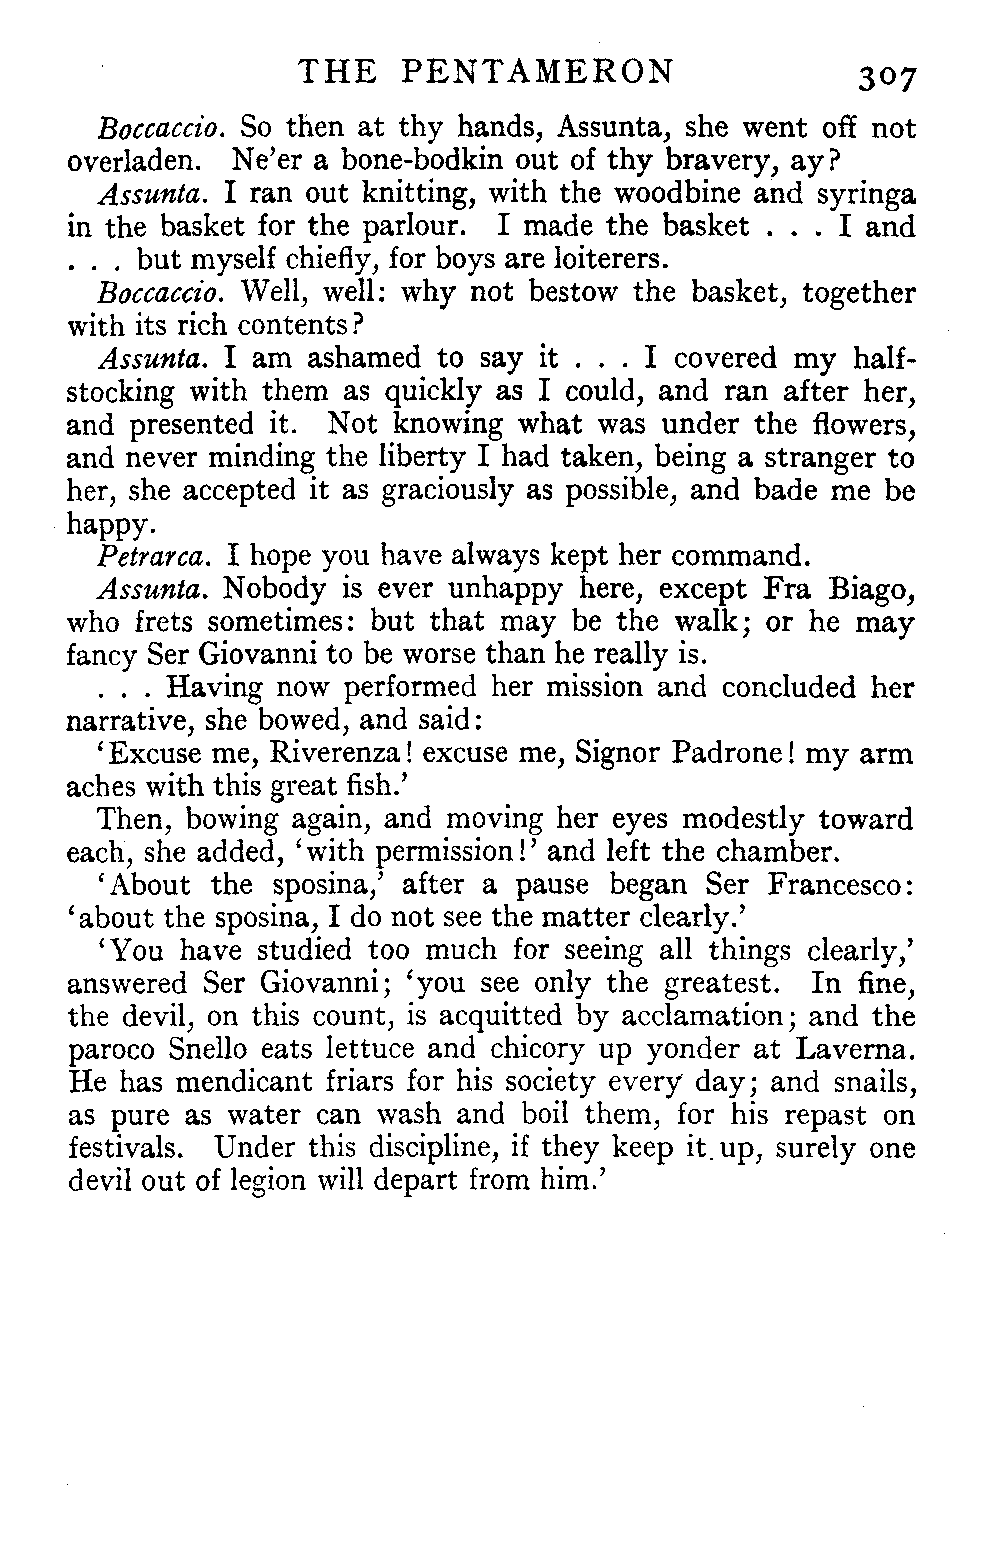 THE PENTAMERON 307
Boccaccio. So then at thy hands, Assunta, she went off not
overladen. Ne'er a bone-bodkin out of thy bravery, ay?
Assunta. I ran out knitting, with the woodbine and syringa
in the basket for the parlour. I made the basket . . . I and
. . . but myself chiefly, for boys are loiterers.
Boccaccio. Well, well: why not bestow the basket, together
with its rich contents?
Assunta. I am ashamed to say it . . . I covered my half-
stocking with them as quickly as I could, and ran after her,
and presented it. Not knowing what was under the flowers,
and never minding the liberty I had taken, being a stranger to
her, she accepted it as graciously as possible, and bade me be
happy.
Petrarca. I hope you have always kept her command.
Assunta. Nobody is ever unhappy here, except Fra Biago,
who frets sometimes: but that may be the walk; or he may
fancy Ser Giovanni to be worse than he really is.
. . . Having now performed her mission and concluded her
narrative, she bowed, and said:
'Excuse me, Riverenza! excuse me, Signor Padrone! my arm
aches with this great fish.'
Then, bowing again, and moving her eyes modestly toward
each, she added, 'with permission!' and left the chamber.
'About the sposina,' after a pause began Ser Francesco:
'about the sposina, I do not see the matter clearly.'
'You have studied too much for seeing all things clearly,'
answered Ser Giovanni; 'you see only the greatest. In fine,
the devil, on this count, is acquitted by acclamation; and the
paroco Snello eats lettuce and chicory up yonder at Laverna.
He has mendicant friars for his society every day; and snails,
as pure as water can wash and boil them, for his repast on
festivals. Under this discipline, if they keep it up, surely one
devil out of legion will depart from him.'